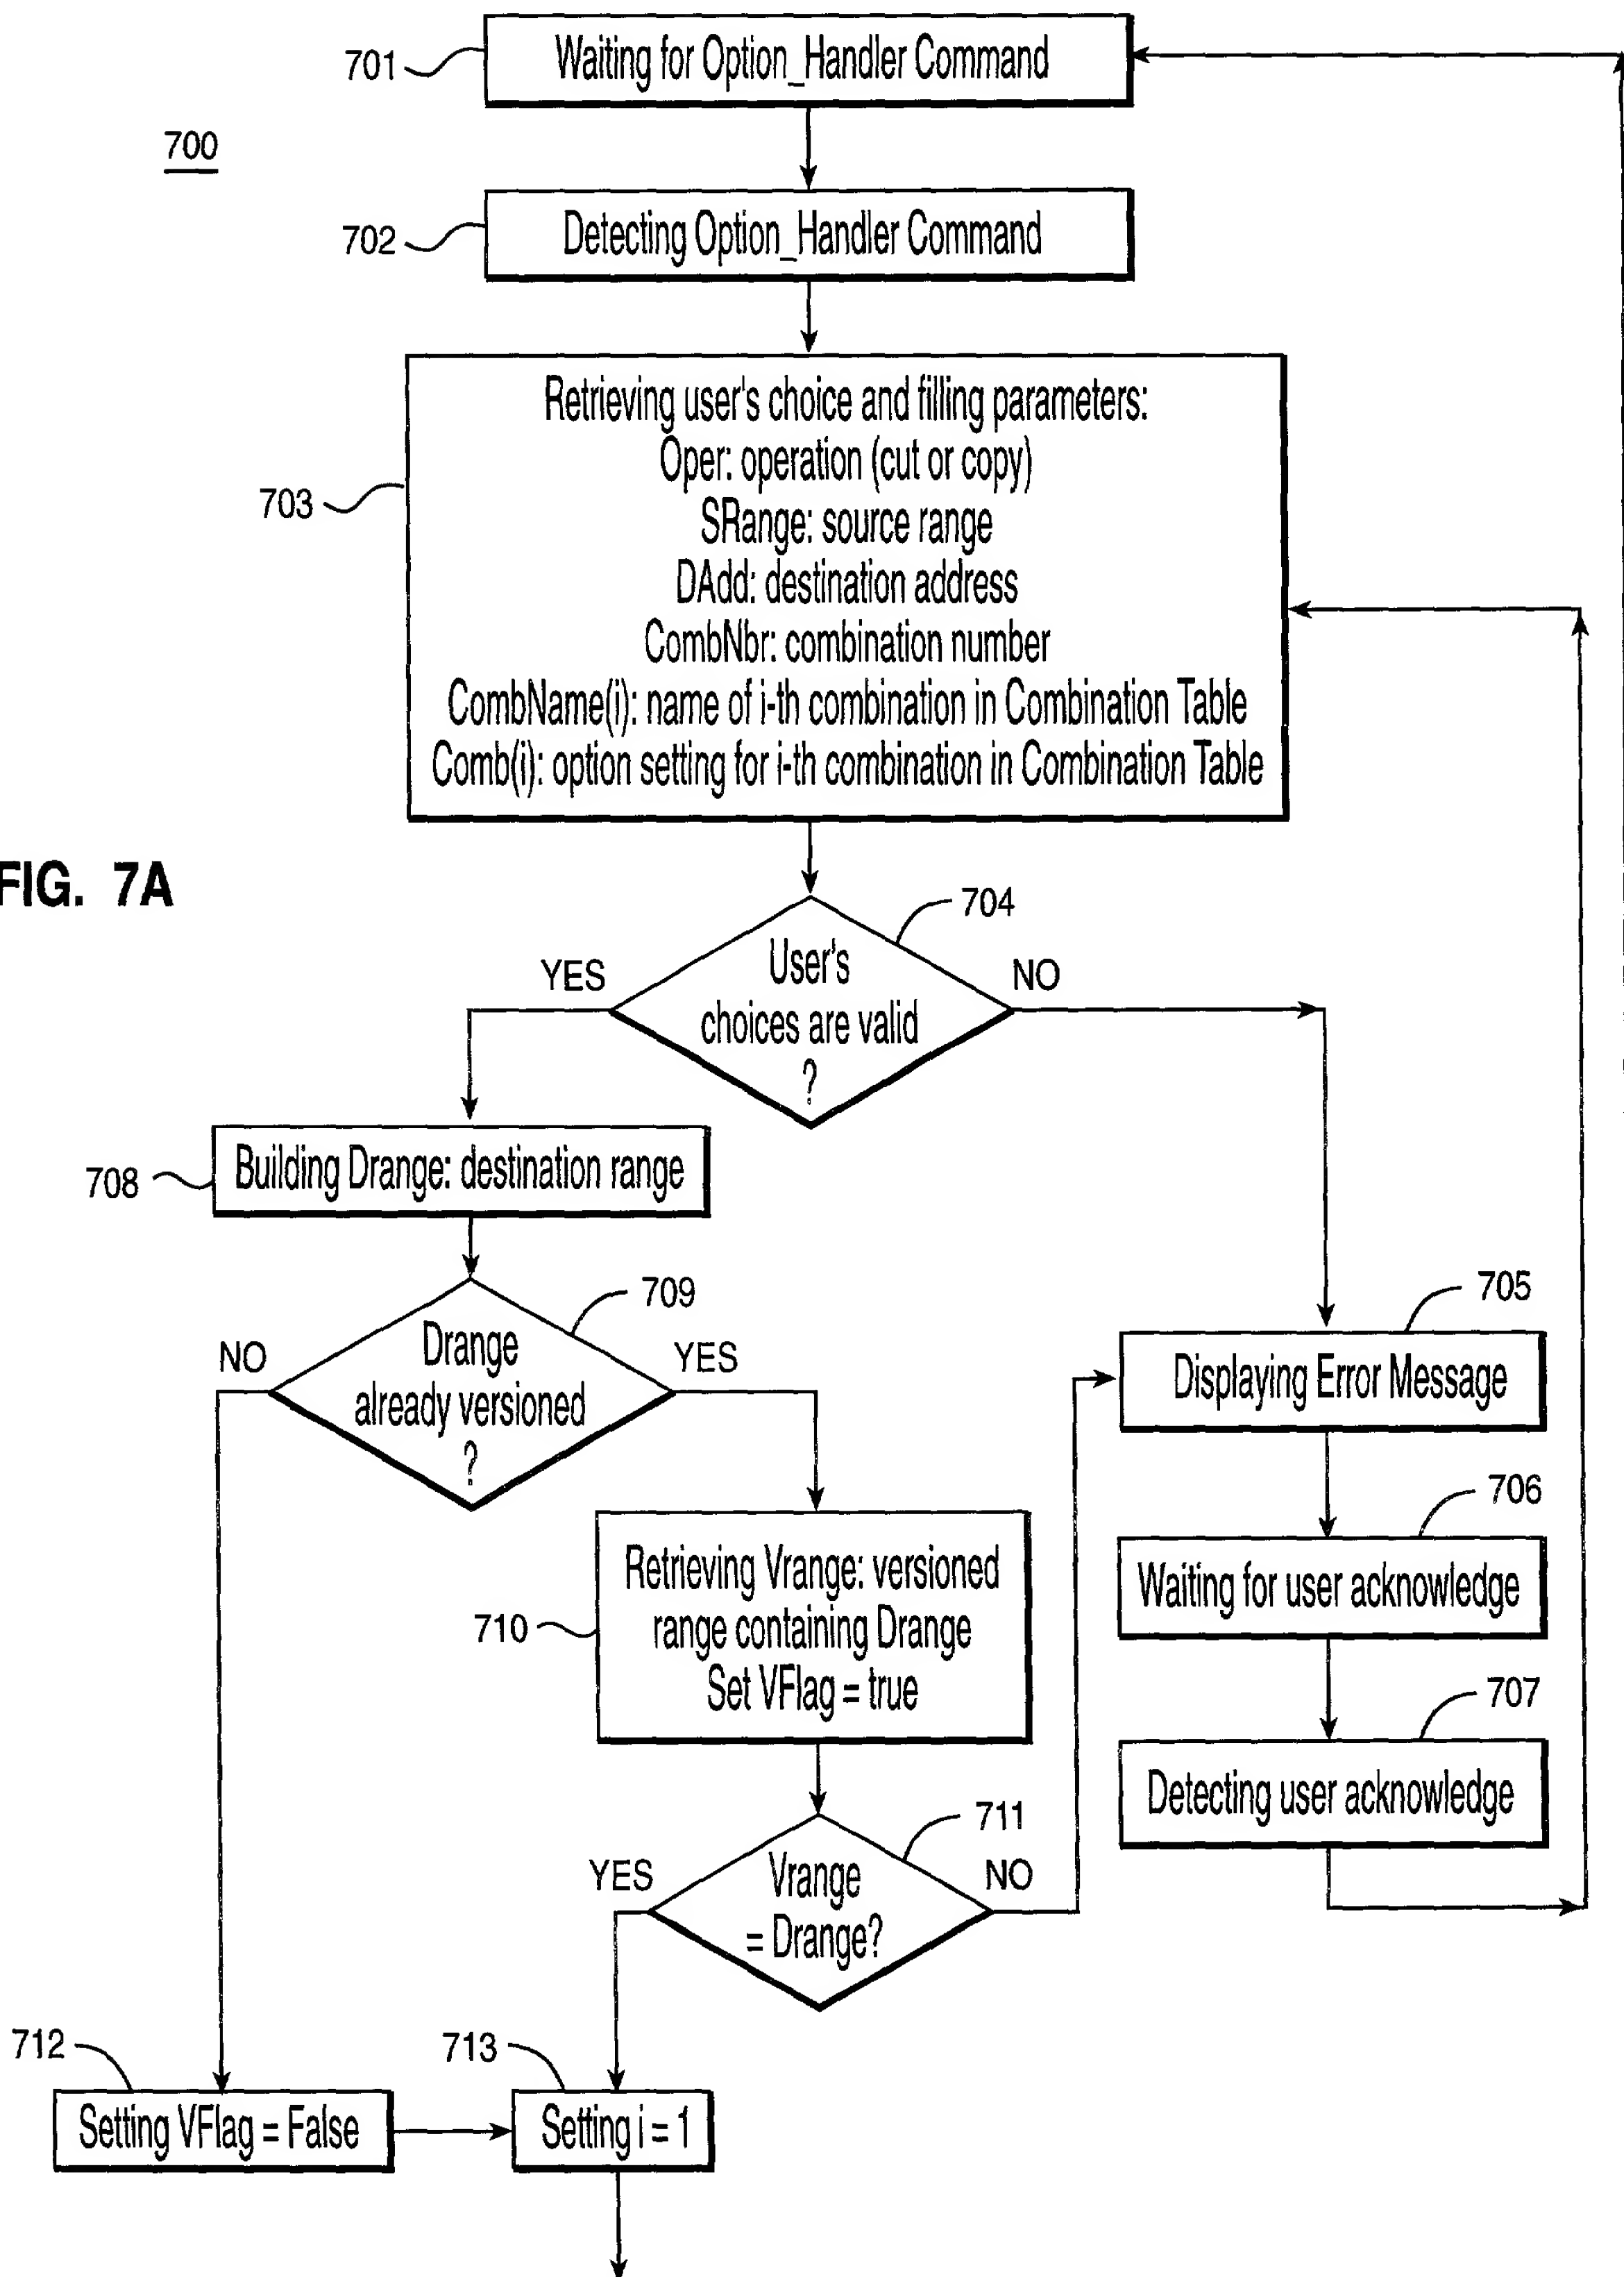 701
Waiting for Option_Handler Command
700
702
Detecting Option_Handler Command
703
Retrieving user's choice and filling parameters:
Oper: operation (cut or copy)
SRange: source range
DAdd: destination address
CombNbr: combination number
CombName(i): name of i-th combination in Combination Table
Comb(i): option setting for i-th combination in Combination Table
FIG. 7A
704
YES
User's
choices are valid
?
NO
708
Building Drange: destination range
709
NO
Drange
already versioned
?
YES
705
Displaying Error Message
706
Waiting for user acknowledge
710
Retrieving Vrange: versioned
range containing Drange
Set VFlag = true
707
Detecting user acknowledge
711
YES
Vrange
= Drange?
NO
712
Setting VFlag = False
713
Setting i = 1